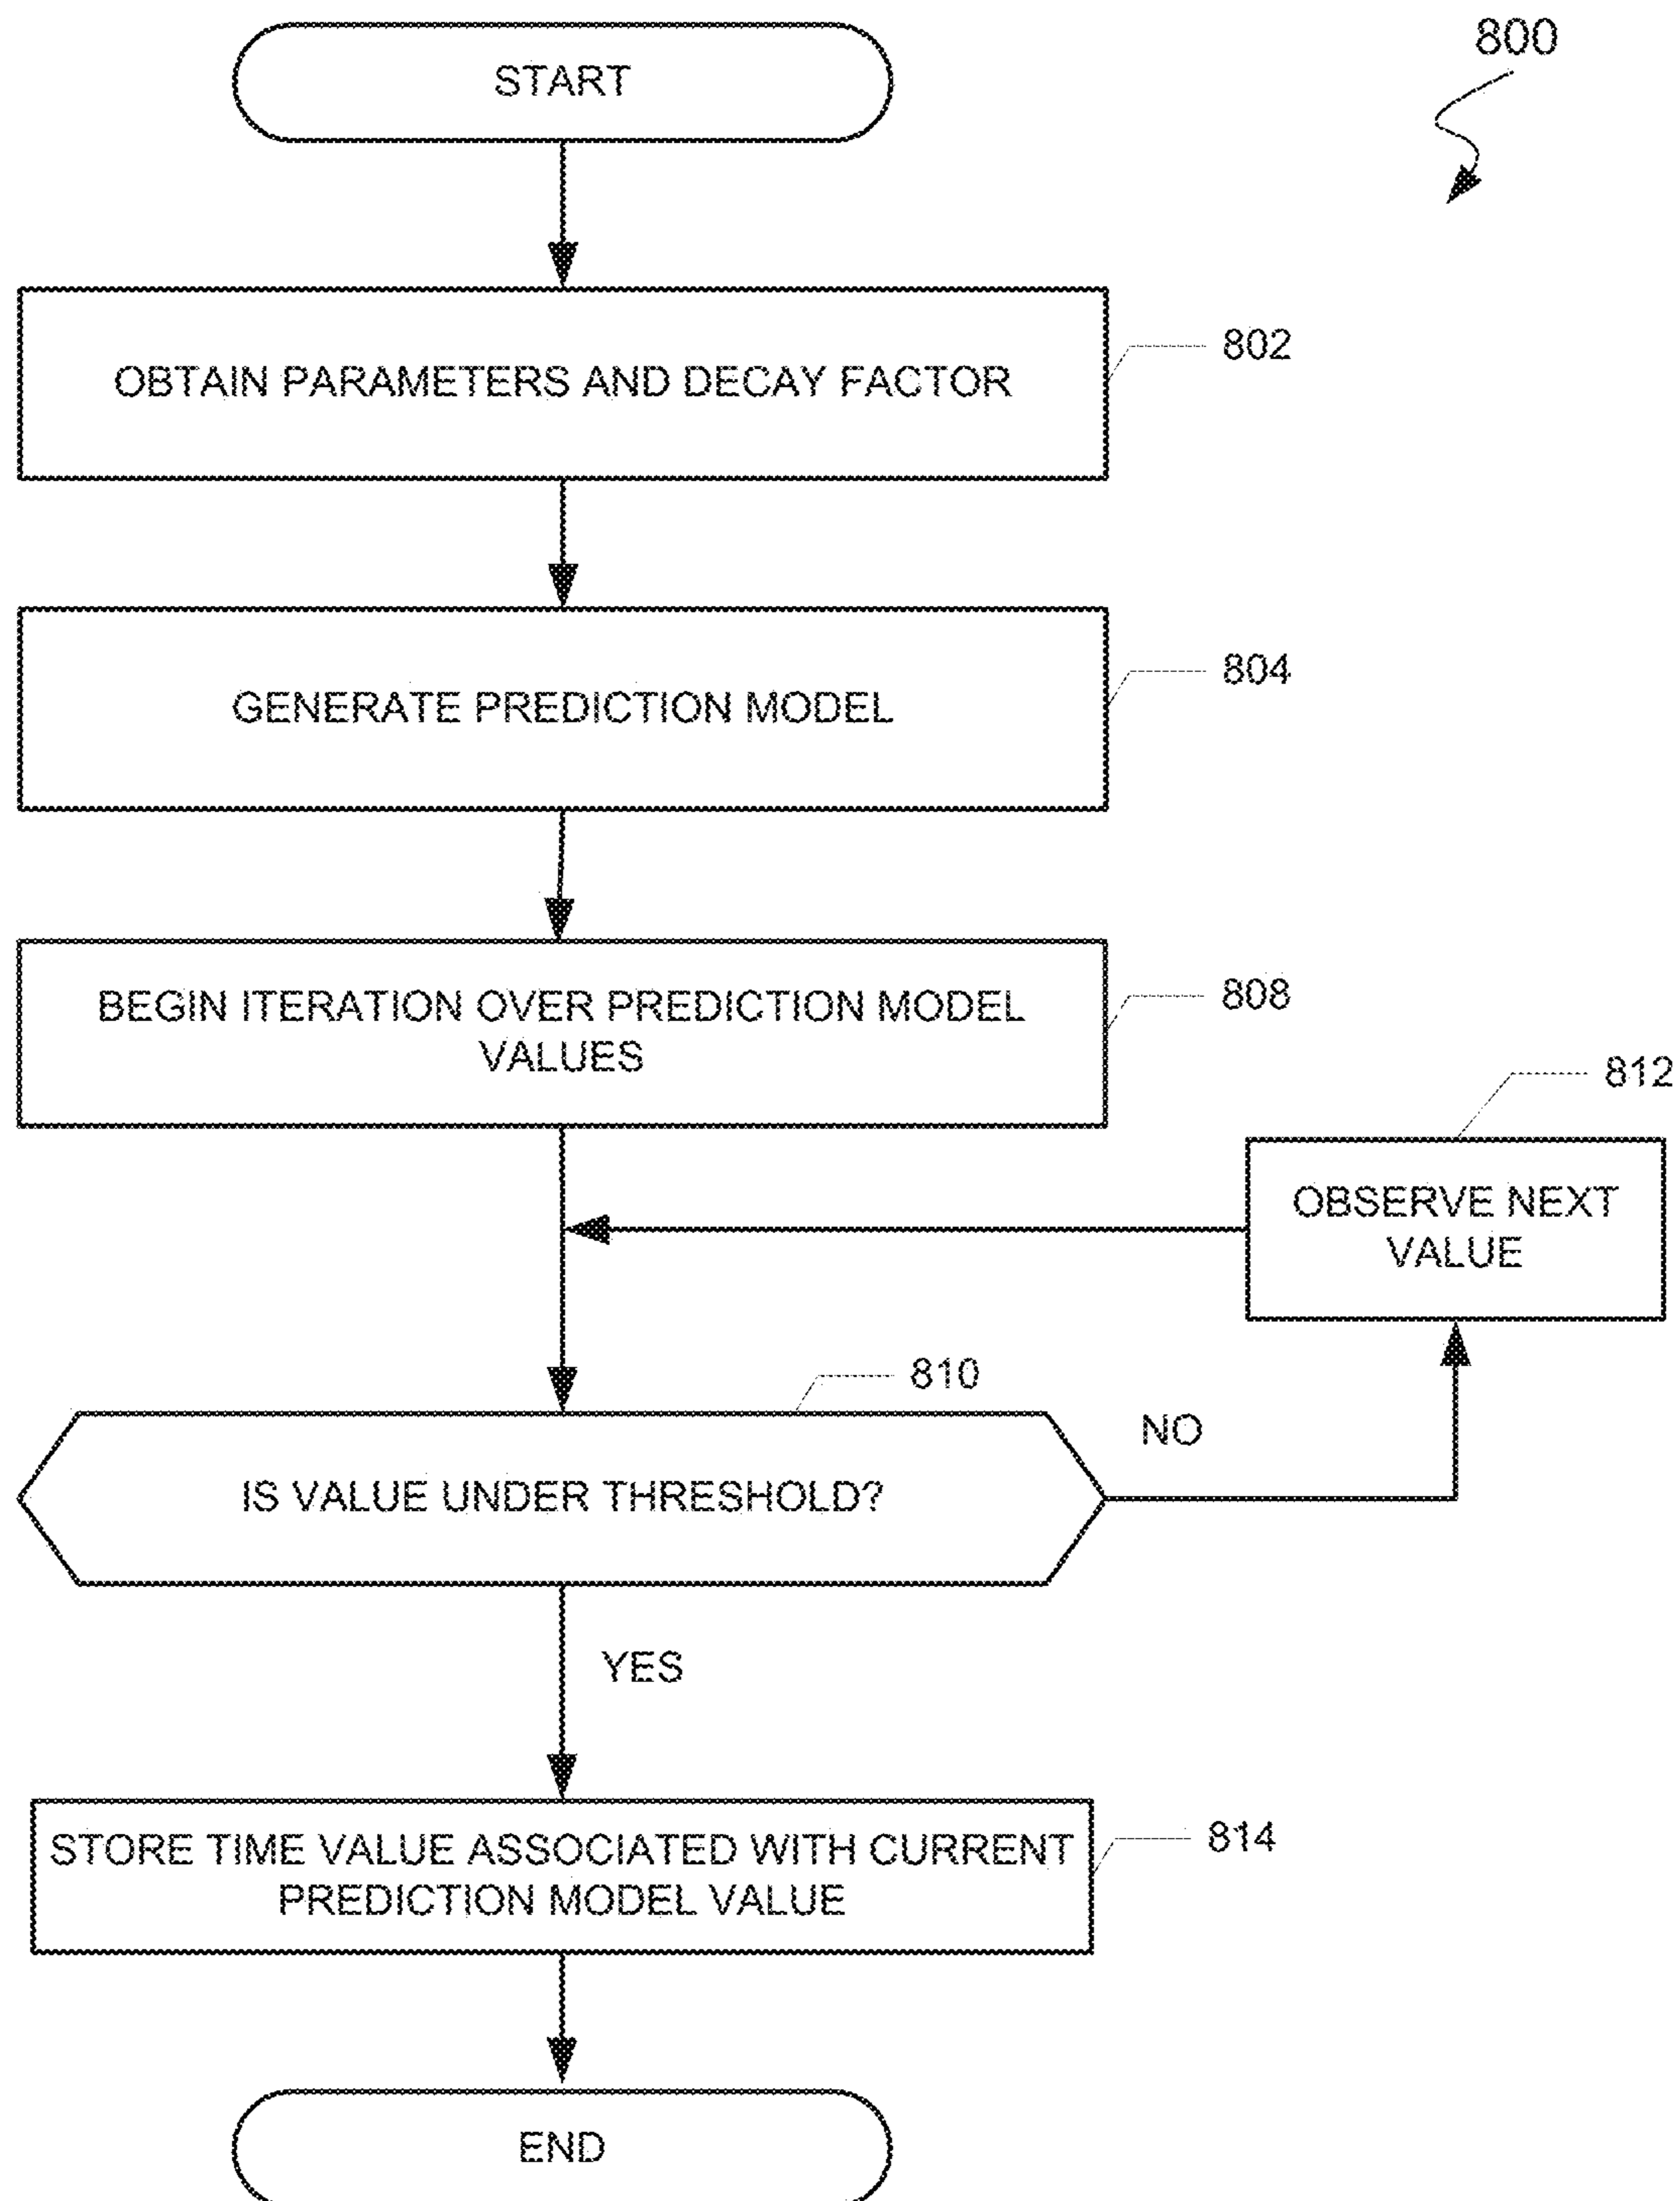 800
START
OBTAIN PARAMETERS AND DECAY FACTOR
802
GENERATE PREDICTION MODEL
804
BEGIN ITERATION OVER PREDICTION MODEL
VALUES
808
812
OBSERVE NEXT
VALUE
810
NO
IS VALUE UNDER THRESHOLD?
YES
STORE TIME VALUE ASSOCIATED WITH CURRENT
PREDICTION MODEL VALUE
814
END